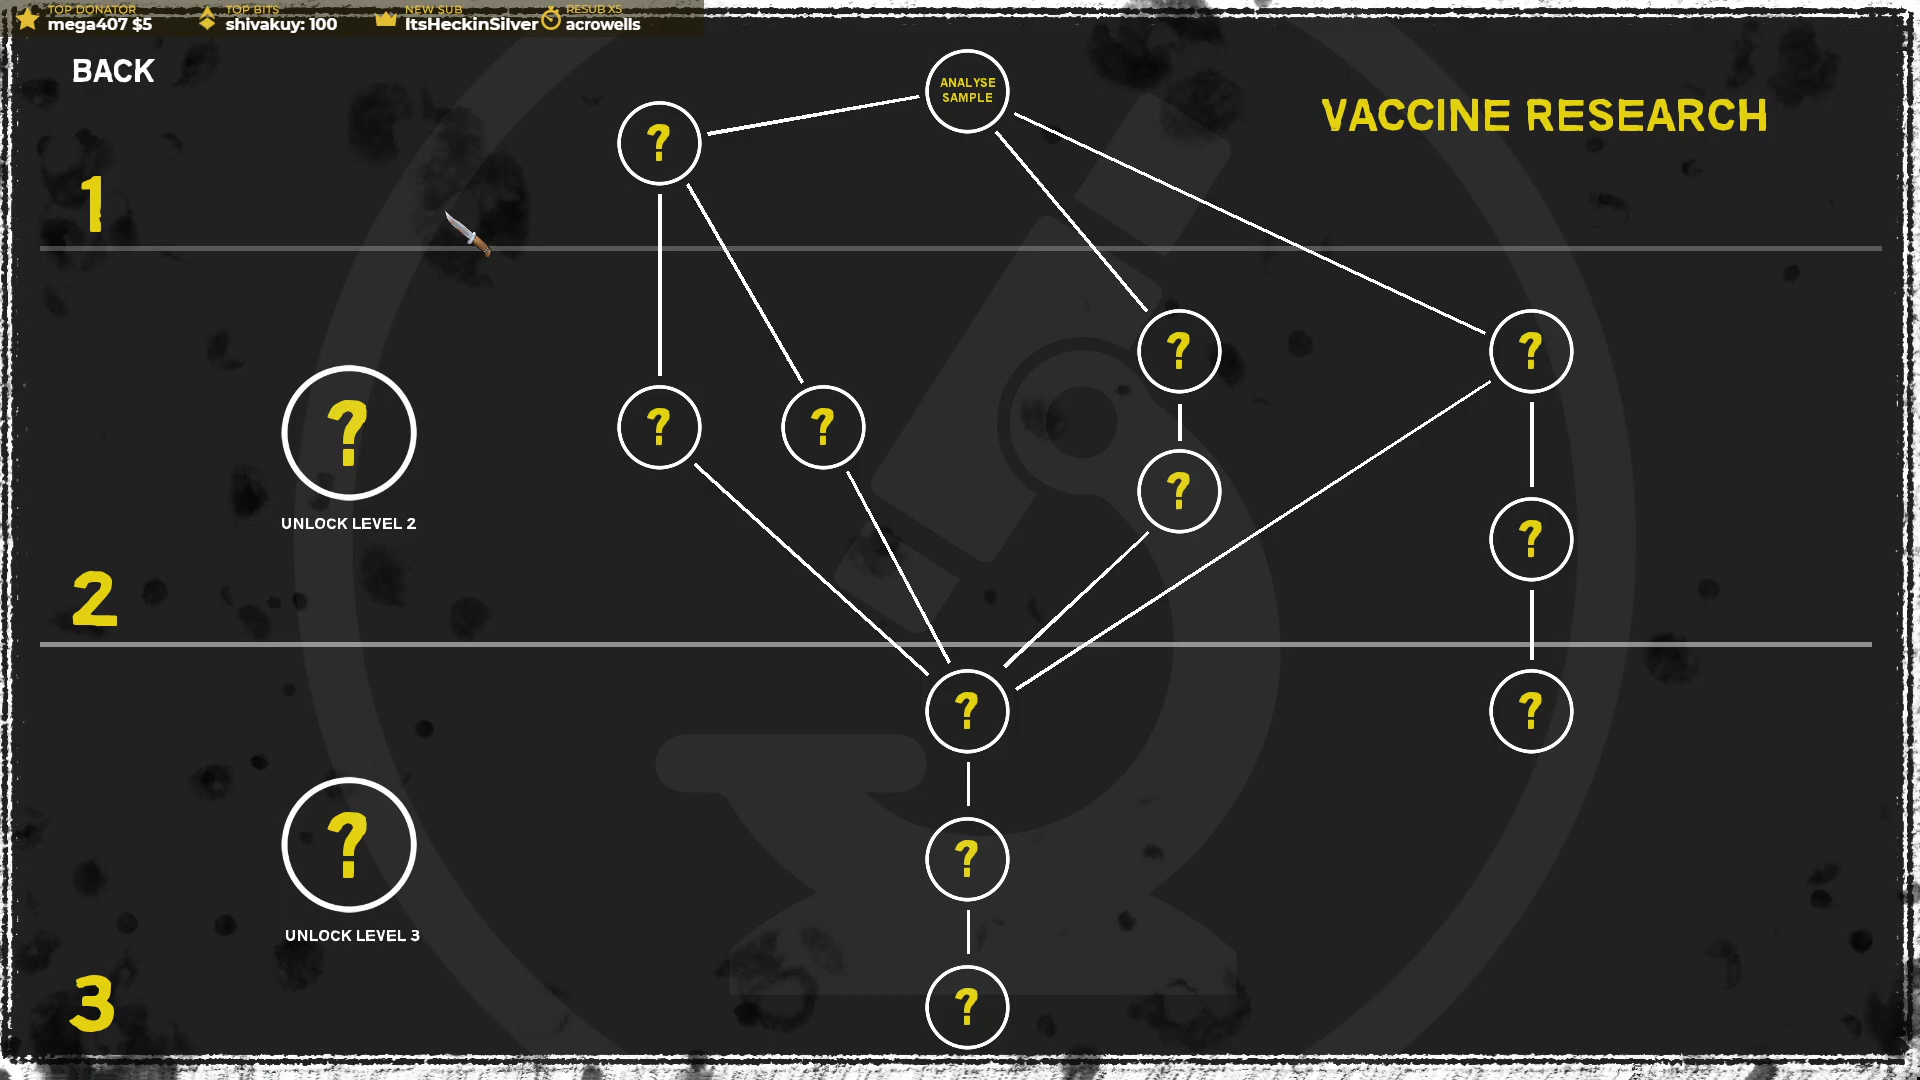 TOP DONATOR
mega407 $5
TOP BITS
shivakuy: 100
NEW SUB
ItsHeckinSilver
RESUB X5
acrowells
BACK
ANALYSE
SAMPLE
VACCINE RESEARCH
?
1
?
?
?
?
?
?
UNLOCK LEVEL 2
?
?
2
?
?
?
?
UNLOCK LEVEL 3
3
?